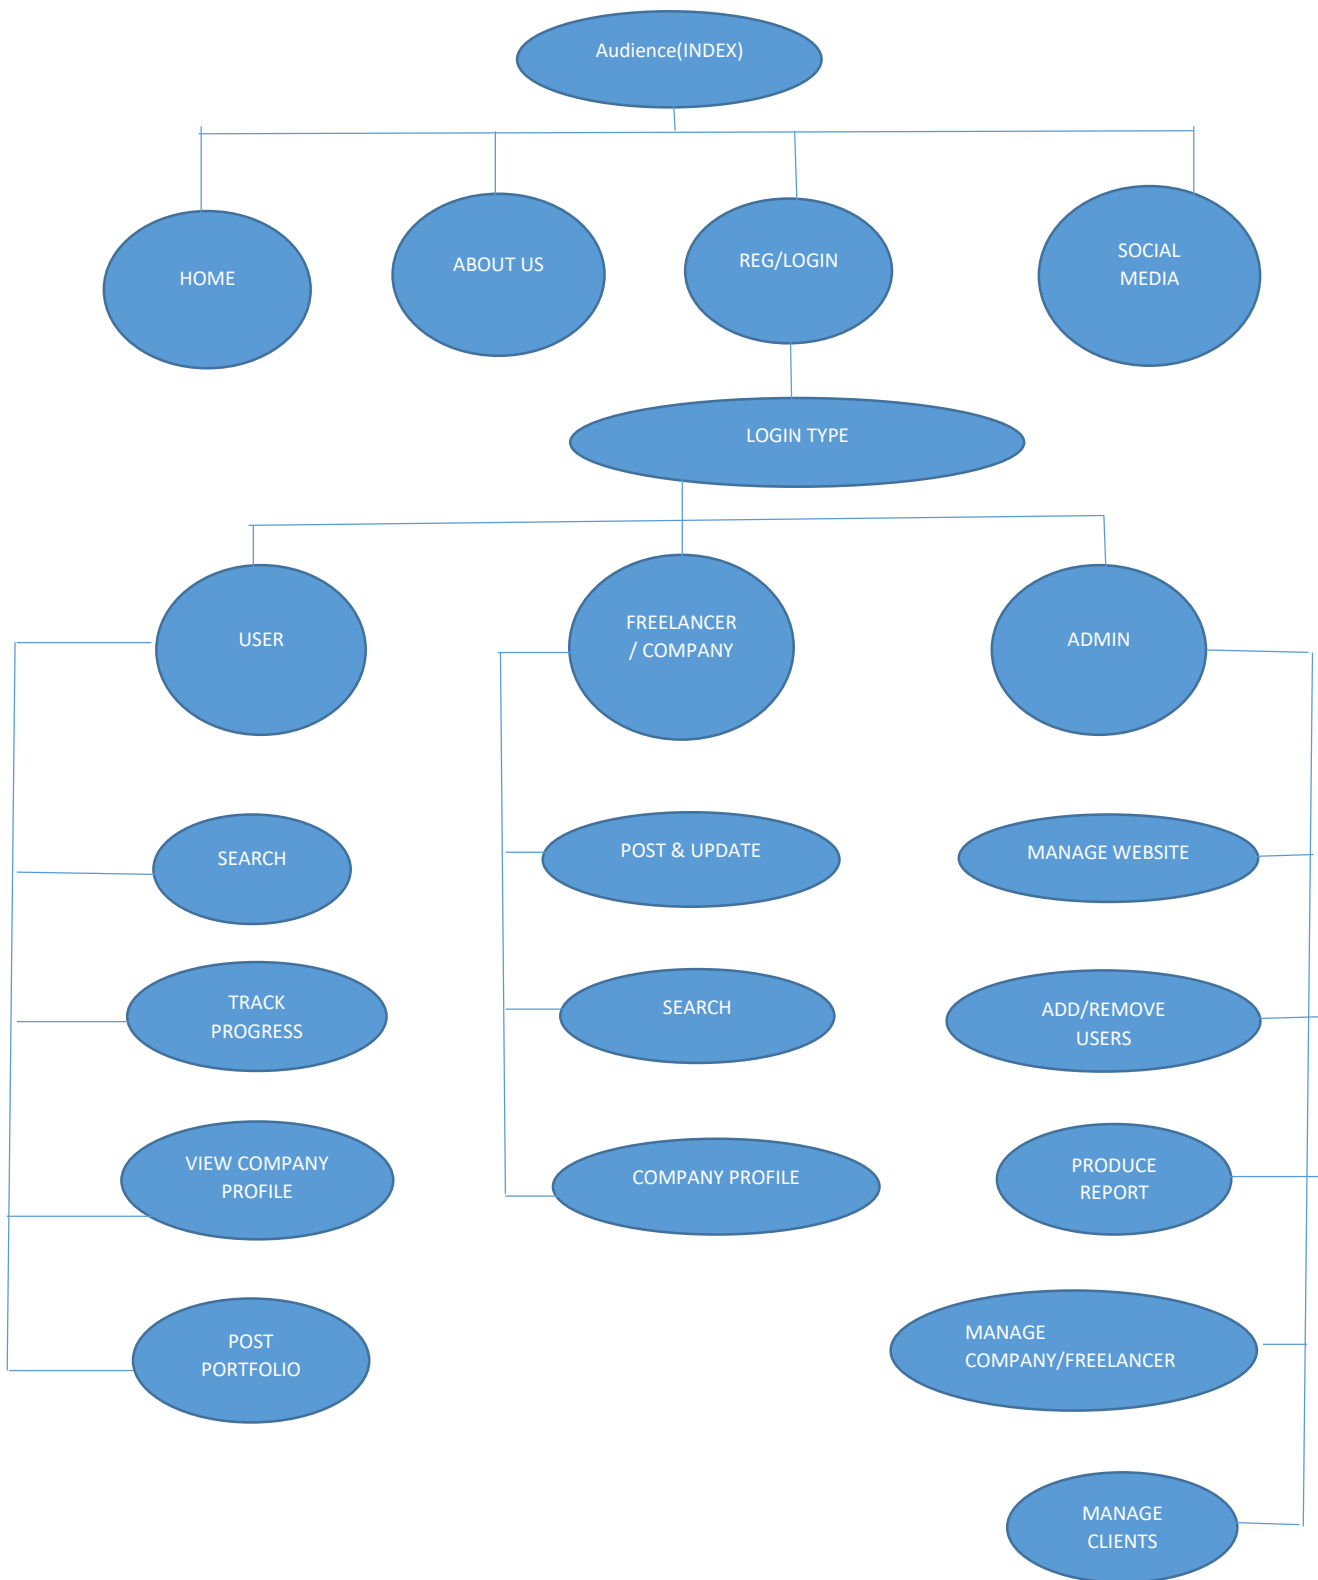 Audience(INDEX)
HOME
ABOUT US
REG/LOGIN
SOCIAL
MEDIA
LOGIN TYPE
USER
FREELANCER
/ COMPANY
ADMIN
SEARCH
POST & UPDATE
MANAGE WEBSITE
TRACK
PROGRESS
SEARCH
ADD/REMOVE
USERS
VIEW COMPANY
PROFILE
COMPANY PROFILE
PRODUCE
REPORT
POST
PORTFOLIO
MANAGE
COMPANY/FREELANCER
MANAGE
CLIENTS